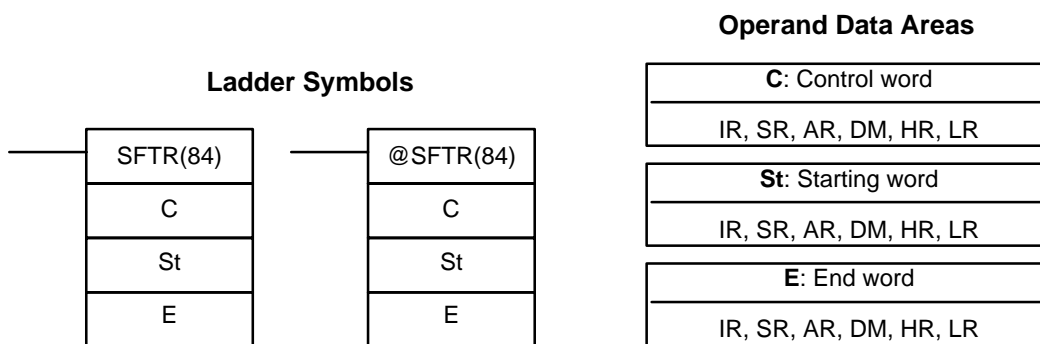 Ladder Symbols
SFTR(84)
C
St
E
@SFTR(84)
C
St
E
Operand Data Areas
C: Control word
IR, SR, AR, DM, HR, LR
St: Starting word
IR, SR, AR, DM, HR, LR
E: End word
IR, SR, AR, DM, HR, LR